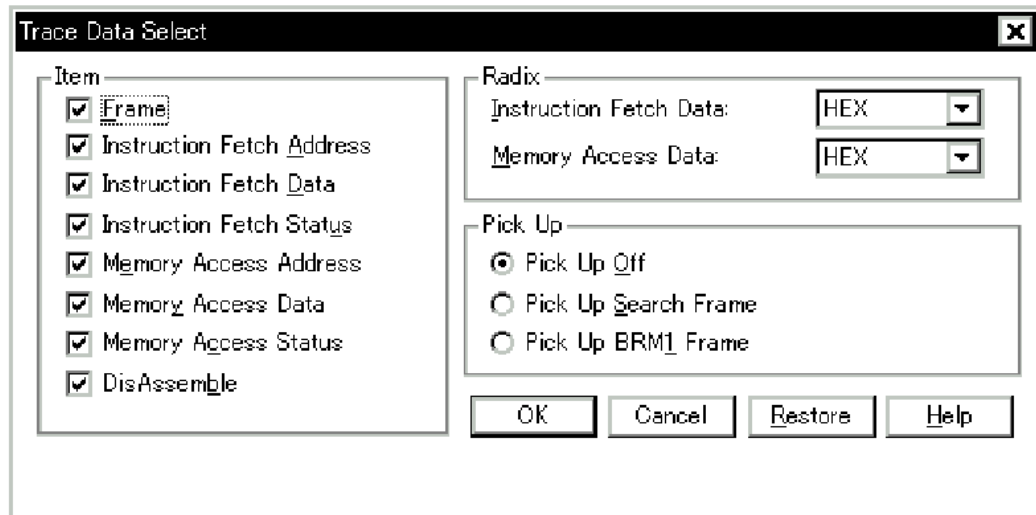 Trace Data Select
Item
Frame
Instruction Fetch Address
Instruction Fetch Data
Instruction Fetch Status
Memory Access Address
Memory Access Data
Memory Access Status
DisAssemble
Radix
Instruction Fetch Data: HEX
Memory Access Data: HEX
Pick Up
Pick Up Off
Pick Up Search Frame
Pick Up BRM1 Frame
OK Cancel Restore Help